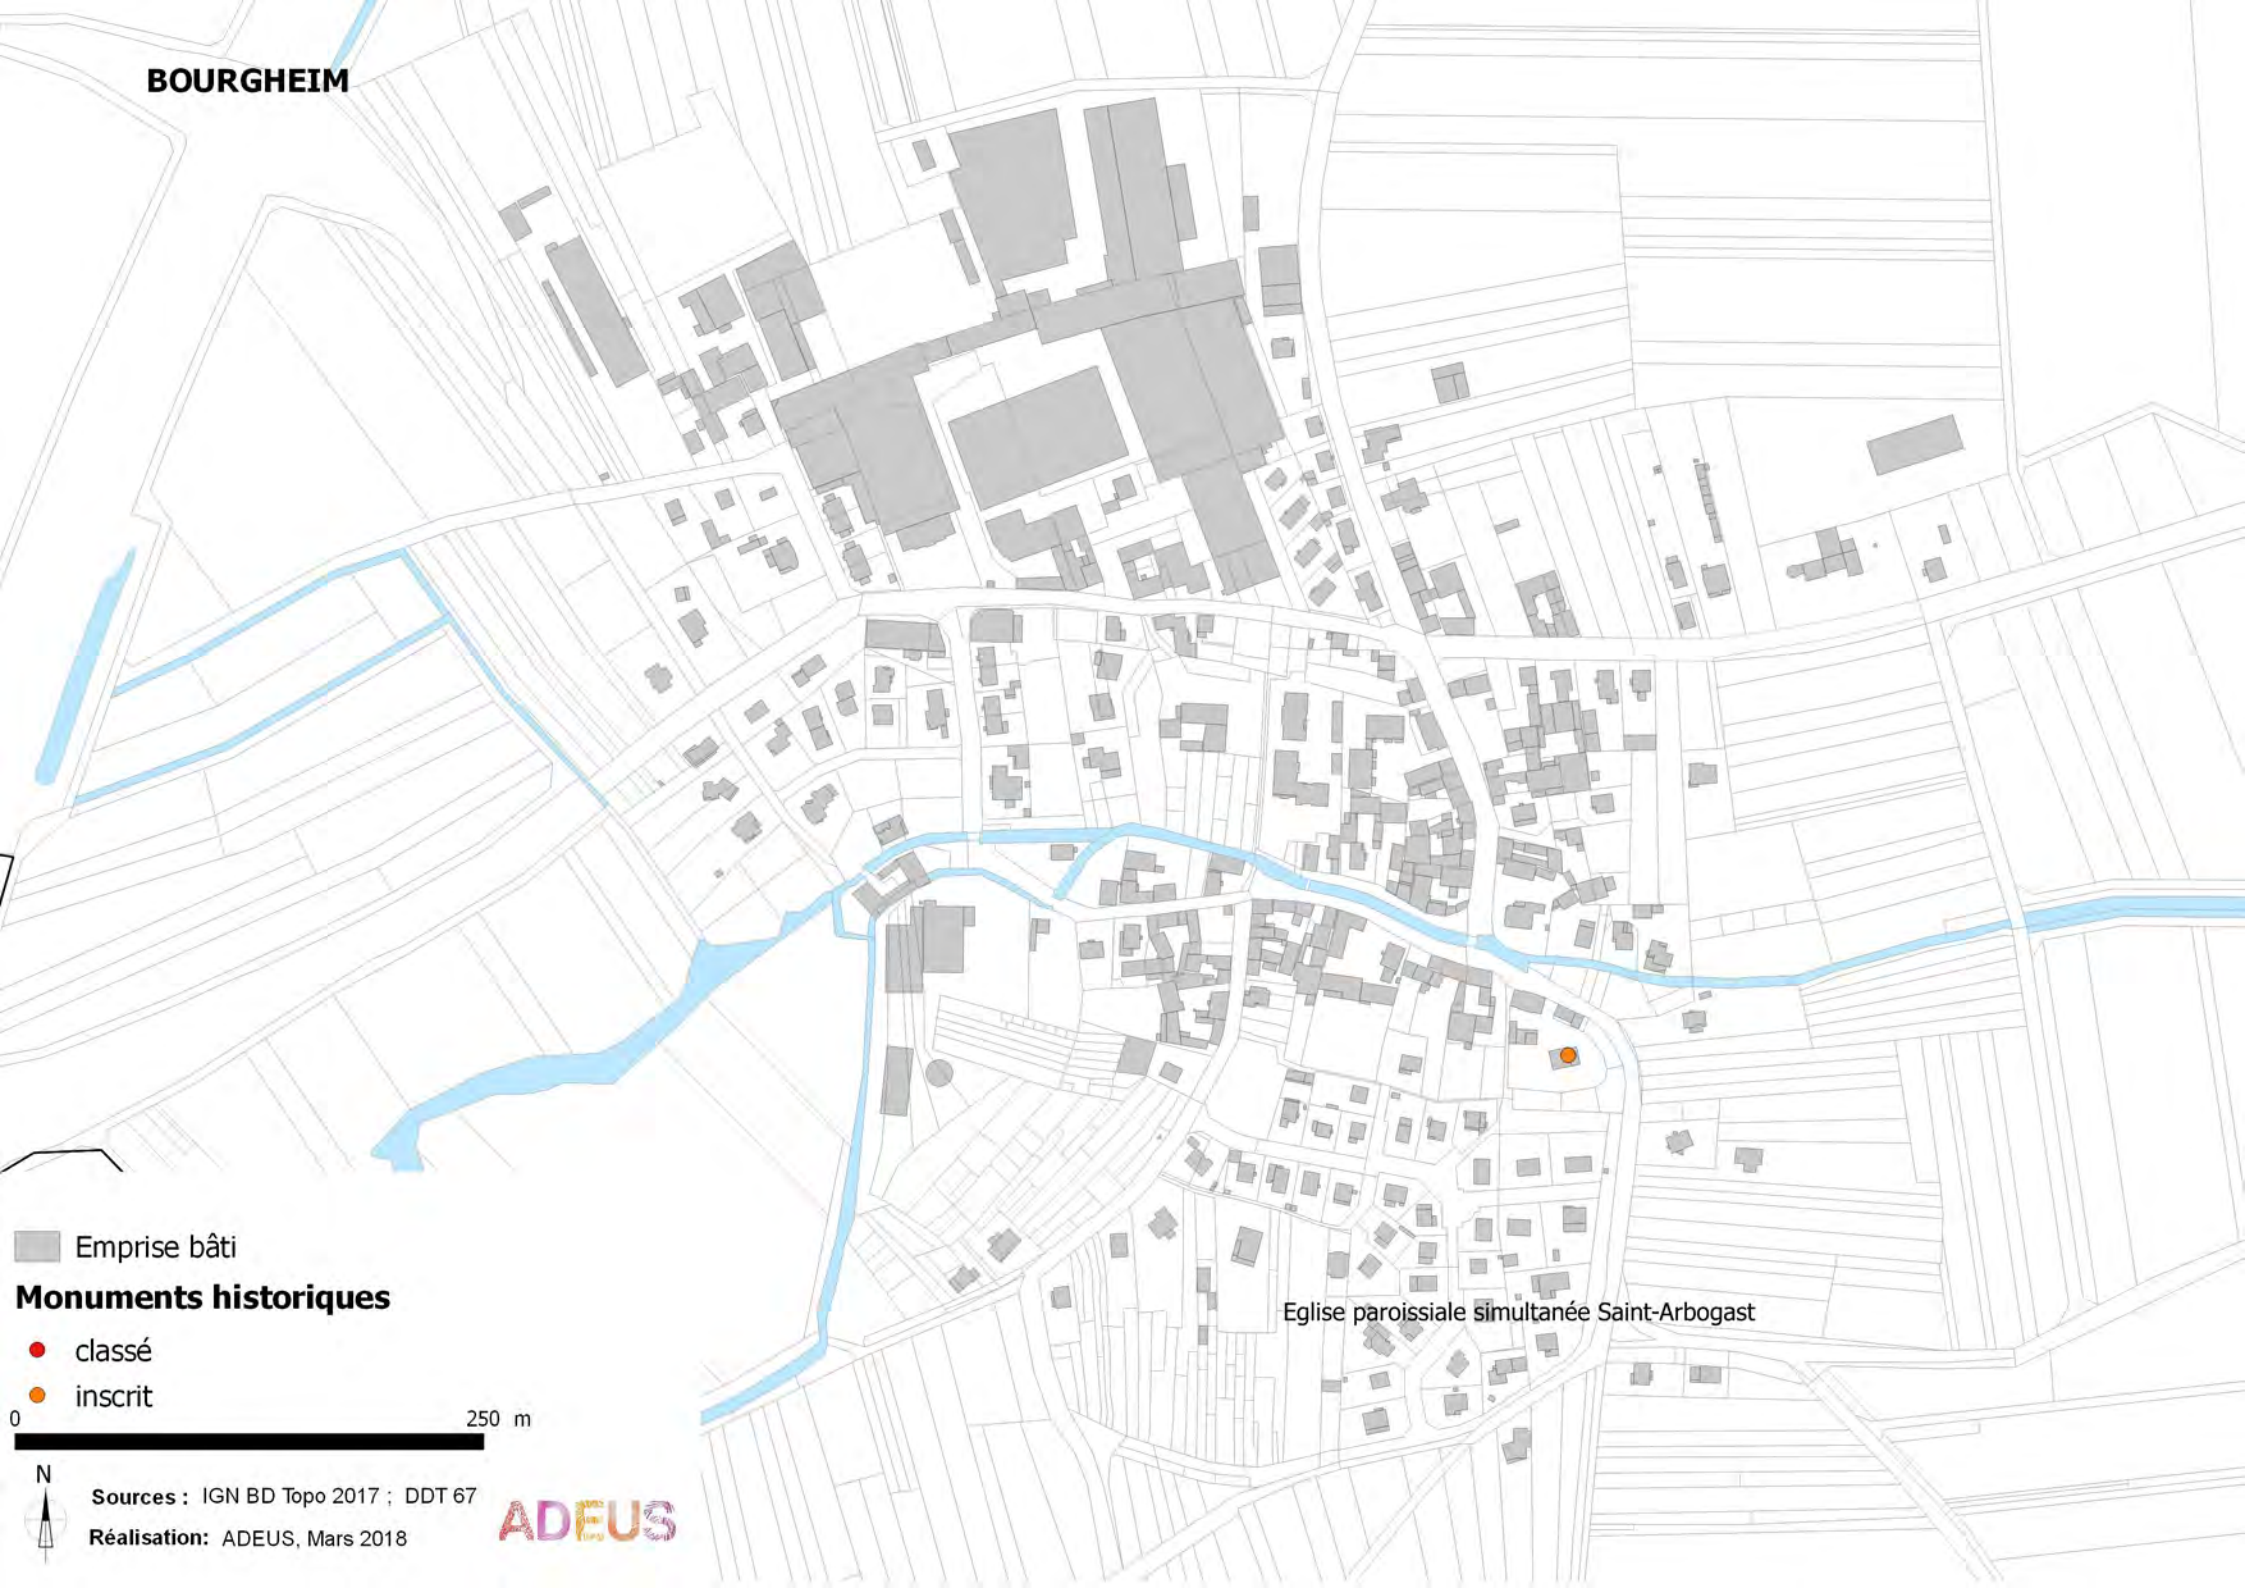 BOURGHEIM
Eglise paroissiale simultanée Saint-Arbogast
Emprise bâti
Monuments historiques
classé
inscrit
0 250 m
N
Sources : IGN BD Topo 2017 ; DDT 67
Réalisation: ADEUS, Mars 2018
ADEUS